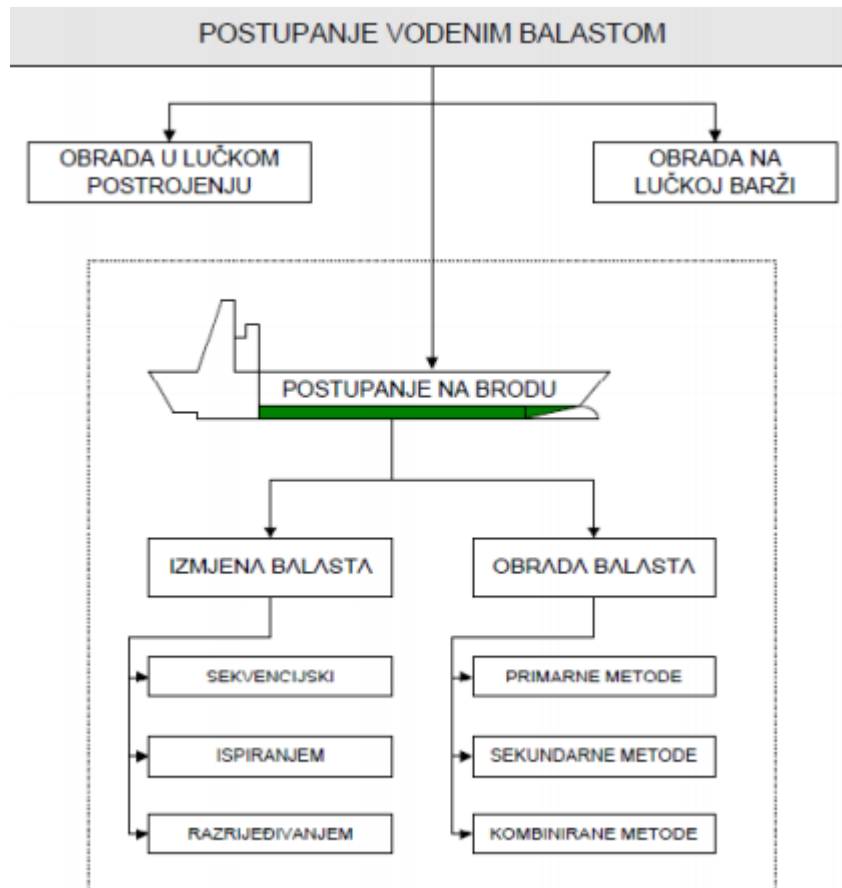 POSTUPANJE VODENIM BALASTOM
OBRADA U LUČKOM
POSTROJENJU
OBRADA NA
LUČKOJ BARŽI
POSTUPANJE NA BRODU
IZMJENA BALASTA
OBRADA BALASTA
SEKVENCIJSKI
PRIMARNE METODE
ISPIRANJEM
SEKUNDARNE METODE
RAZRIJEĐIVANJEM
KOMBINIRANE METODE